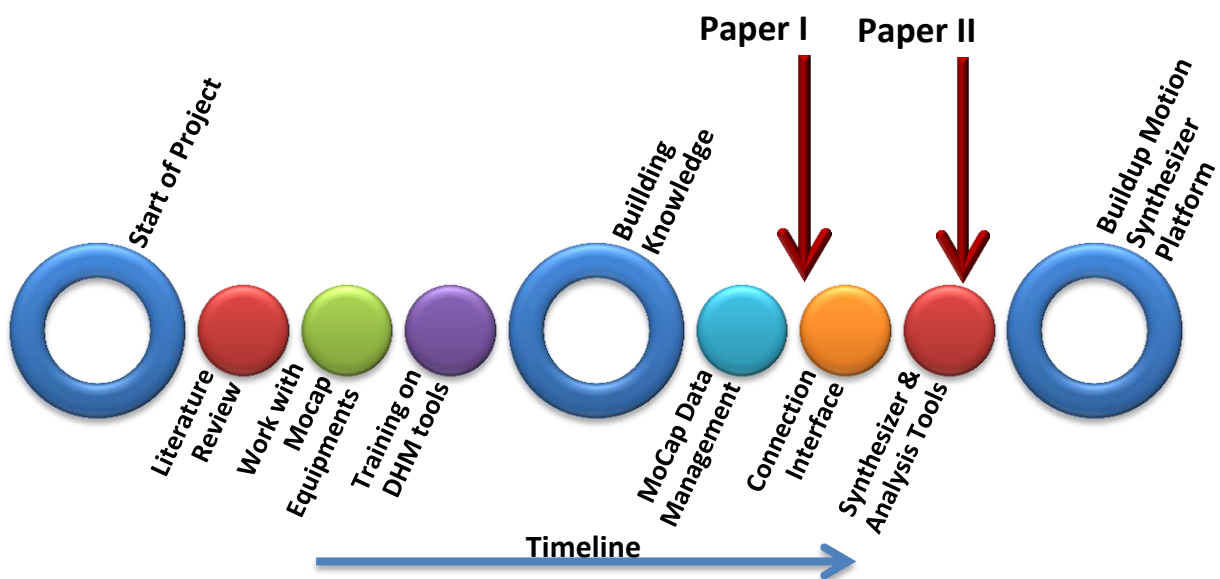 Paper I
Paper II
Start of Project
Buillding
Knowledge
Buildup Motion
Synthesizer
Platform
Literature
Review
Work with
Mocap
Equipments
Training on
DHM tools
MoCap Data
Management
Connection
Interface
Synthesizer &
Analysis Tools
Timeline